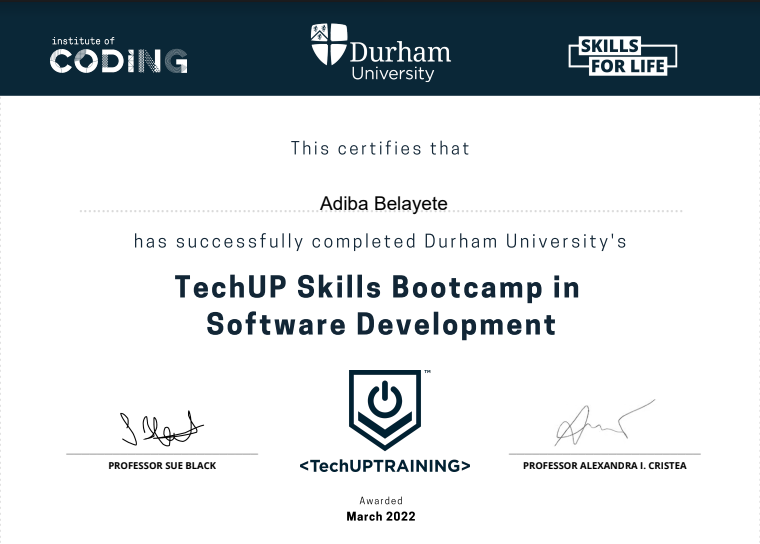 institute of
CODING
Durham
University
SKILLS
FOR LIFE
This certifies that
Adiba Belayete
has successfully completed Durham University's
TechUP Skills Bootcamp in
Software Development
TM
<TechUPTRAINING>
PROFESSOR SUE BLACK
PROFESSOR ALEXANDRA I. CRISTEA
Awarded
March 2022